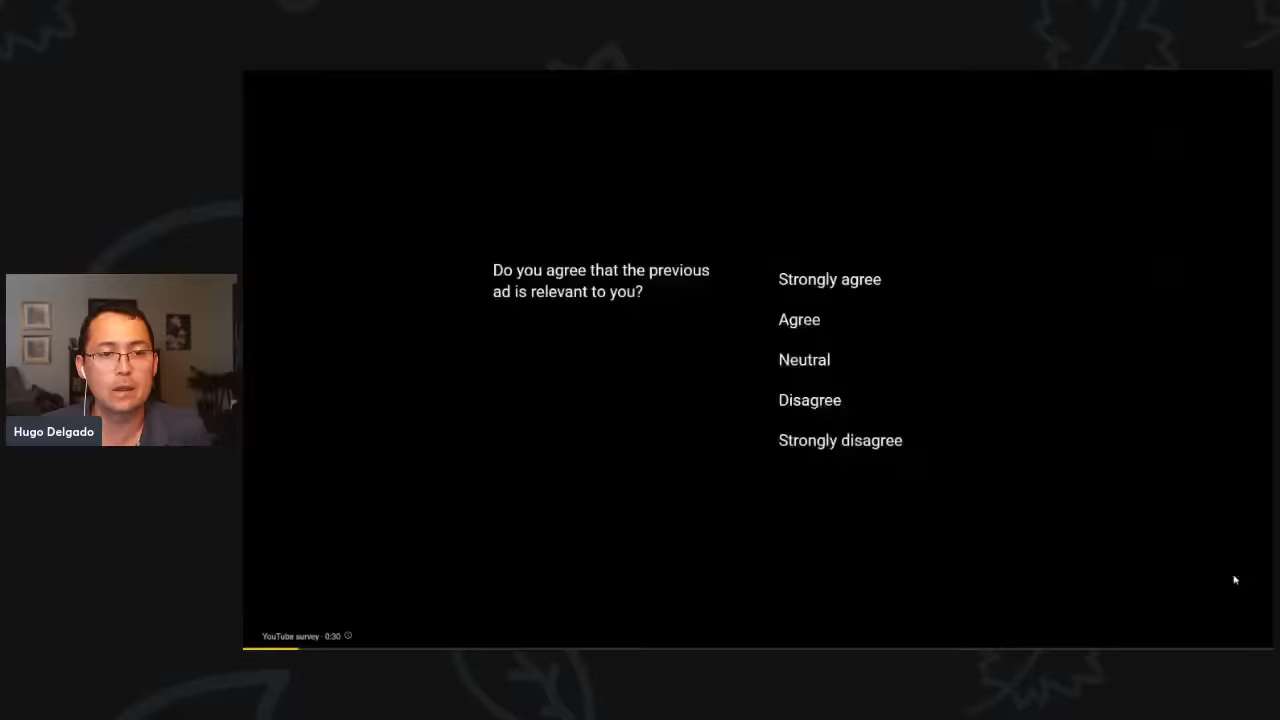 Do you agree that the previous
ad is relevant to you?
Strongly agree
Agree
Neutral
Disagree
Strongly disagree
Hugo Delgado
YouTube survey · 0:30